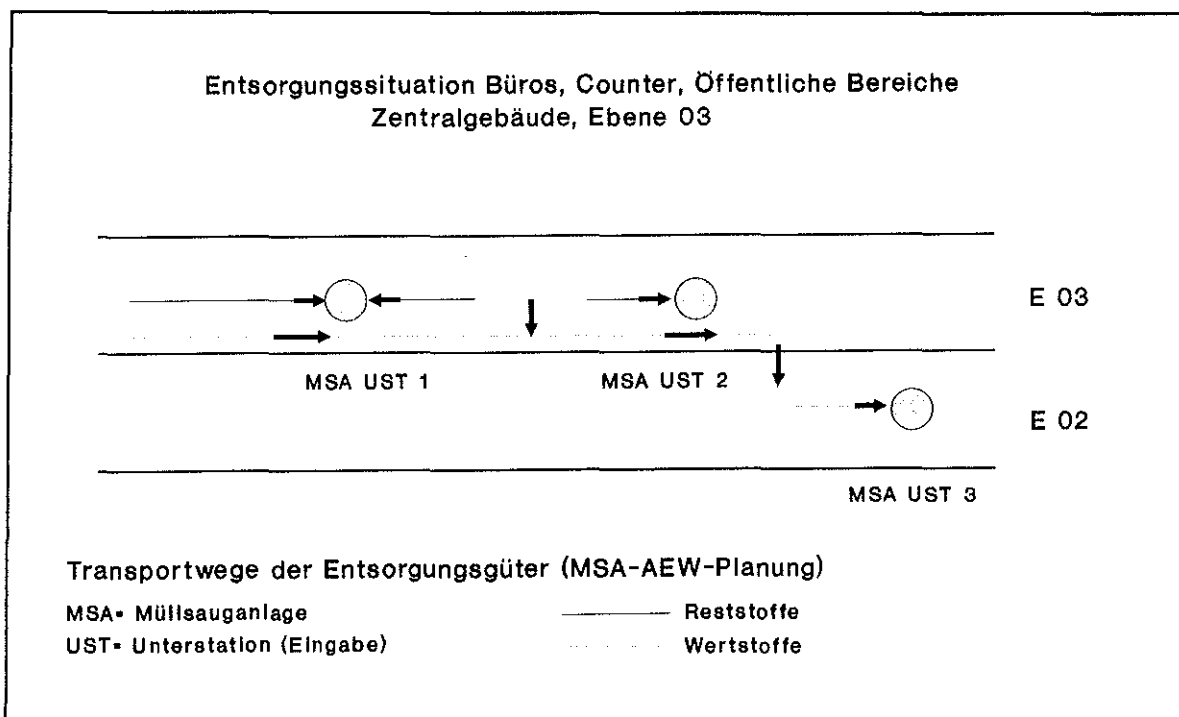 Entsorgungssituation Büros, Counter, Öffentliche Bereiche
Zentralgebäude, Ebene 03
E 03
MSA UST 1
MSA UST 2
E 02
MSA UST 3
Transportwege der Entsorgungsgüter (MSA-AEW-Planung)
MSA= Müllsauganlage
Reststoffe
UST= Unterstation (Eingabe)
Wertstoffe